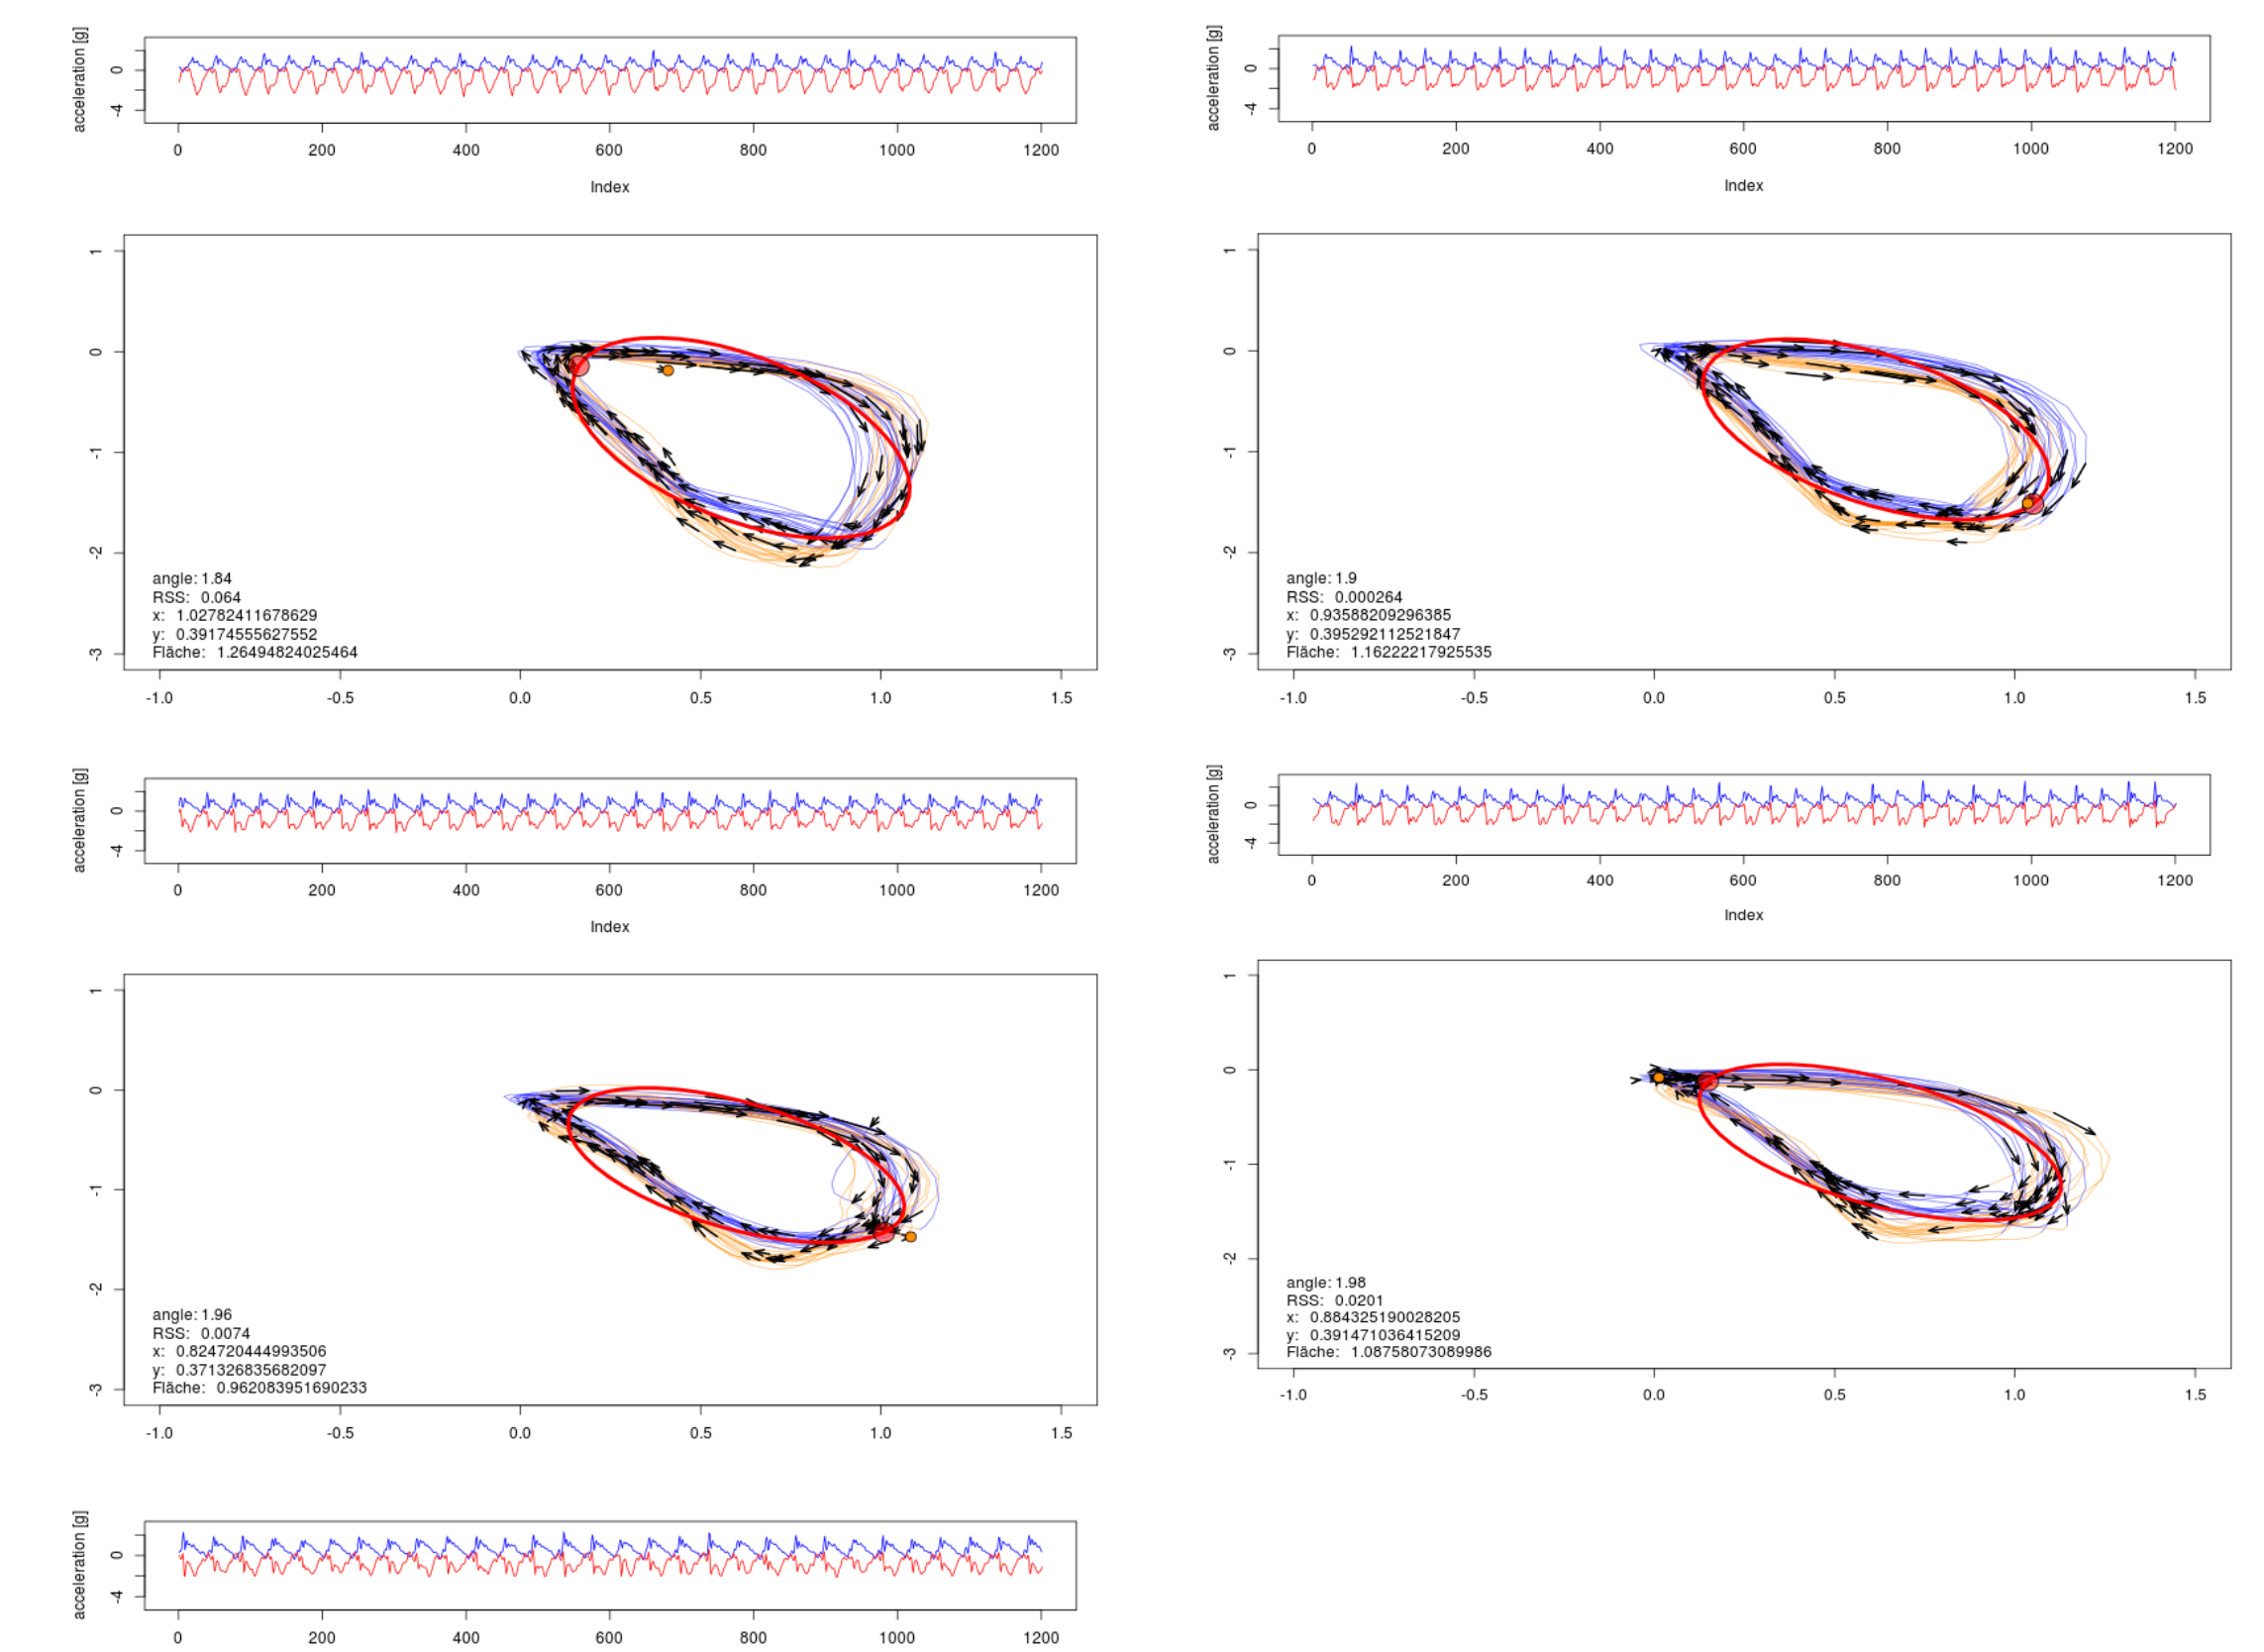 acceleration [g]
0
-4
0 200 400 600 800 1000 1200
Index
1
0
-1
-2
-3
angle: 1.84
RSS: 0.064
x: 1.02782411678629
y: 0.39174555627552
Fläche: 1.26494824025464
-1.0 -0.5 0.0 0.5 1.0 1.5
acceleration [g]
0
-4
0 200 400 600 800 1000 1200
Index
1
0
-1
-2
-3
angle: 1.9
RSS: 0.000264
x: 0.93588209296385
y: 0.395292112521847
Fläche: 1.16222217925535
-1.0 -0.5 0.0 0.5 1.0 1.5
acceleration [g]
0
-4
0 200 400 600 800 1000 1200
Index
1
0
-1
-2
-3
angle: 1.96
RSS: 0.0074
x: 0.824720444993506
y: 0.371326835682097
Fläche: 0.962083951690233
-1.0 -0.5 0.0 0.5 1.0 1.5
acceleration [g]
0
-4
0 200 400 600 800 1000 1200
Index
1
0
-1
-2
-3
angle: 1.98
RSS: 0.0201
x: 0.884325190028205
y: 0.391471036415209
Fläche: 1.08758073089986
-1.0 -0.5 0.0 0.5 1.0 1.5
acceleration [g]
0
-4
0 200 400 600 800 1000 1200